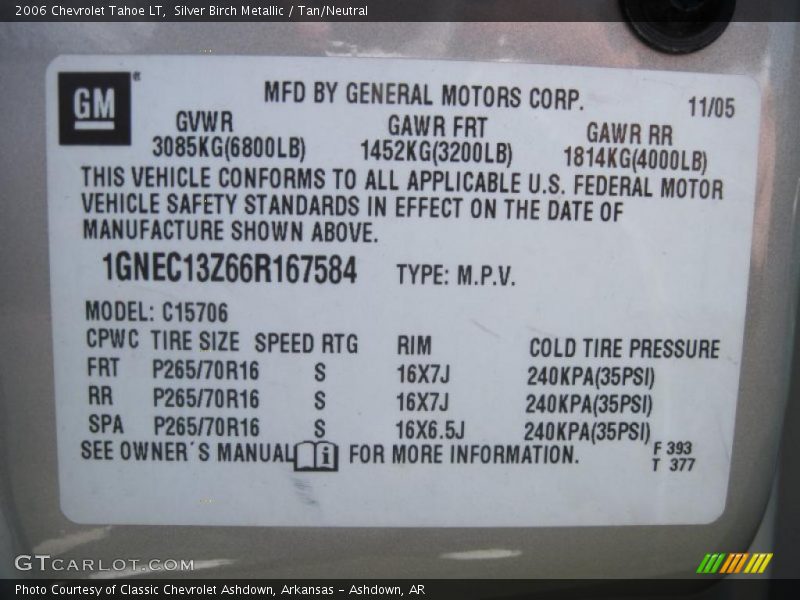 2006 Chevrolet Tahoe LT, Silver Birch Metallic / Tan/Neutral
GM
MFD BY GENERAL MOTORS CORP.
11/05
GVWR GAWR FRT GAWR RR
3085KG(6800LB) 1452KG(3200LB) 1814KG(4000LB)
THIS VEHICLE CONFORMS TO ALL APPLICABLE U.S. FEDERAL MOTOR
VEHICLE SAFETY STANDARDS IN EFFECT ON THE DATE OF
MANUFACTURE SHOWN ABOVE.
1GNEC13Z66R167584 TYPE: M.P.V.
MODEL: C15706
CPWC TIRE SIZE SPEED RTG RIM COLD TIRE PRESSURE
FRT P265/70R16 S 16X7J 240KPA(35PSI)
RR P265/70R16 S 16X7J 240KPA(35PSI)
SPA P265/70R16 S 16X6.5J 240KPA(35PSI)
SEE OWNER'S MANUAL i FOR MORE INFORMATION.
F 393
T 377
GTCARLOT.COM
Photo Courtesy of Classic Chevrolet Ashdown, Arkansas - Ashdown, AR